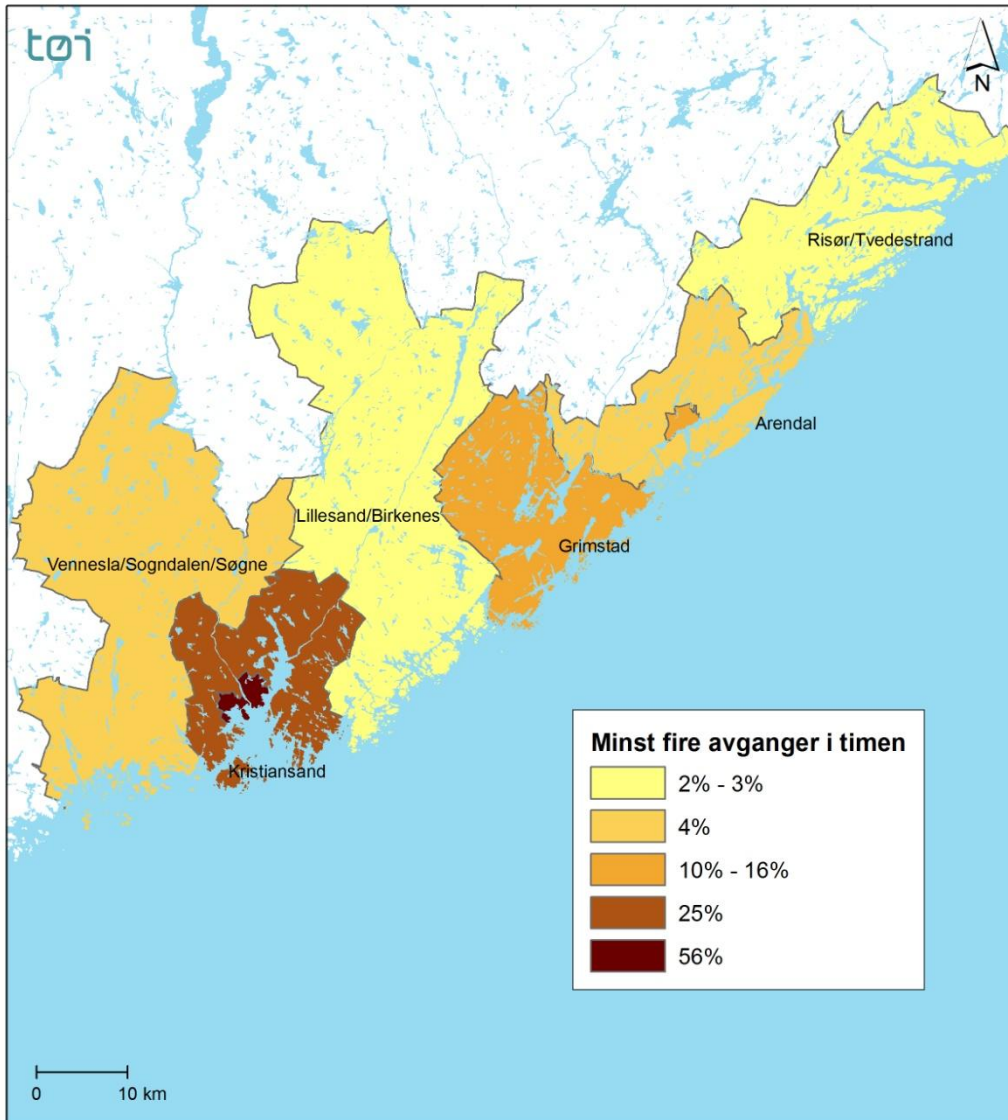 tøi
N
Risør/Tvedestrand
Arendal
Lillesand/Birkenes
Grimstad
Vennesla/Sogndalen/Søgne
Kristiansand
Minst fire avganger i timen
2% - 3%
4%
10% - 16%
25%
56%
0 10 km